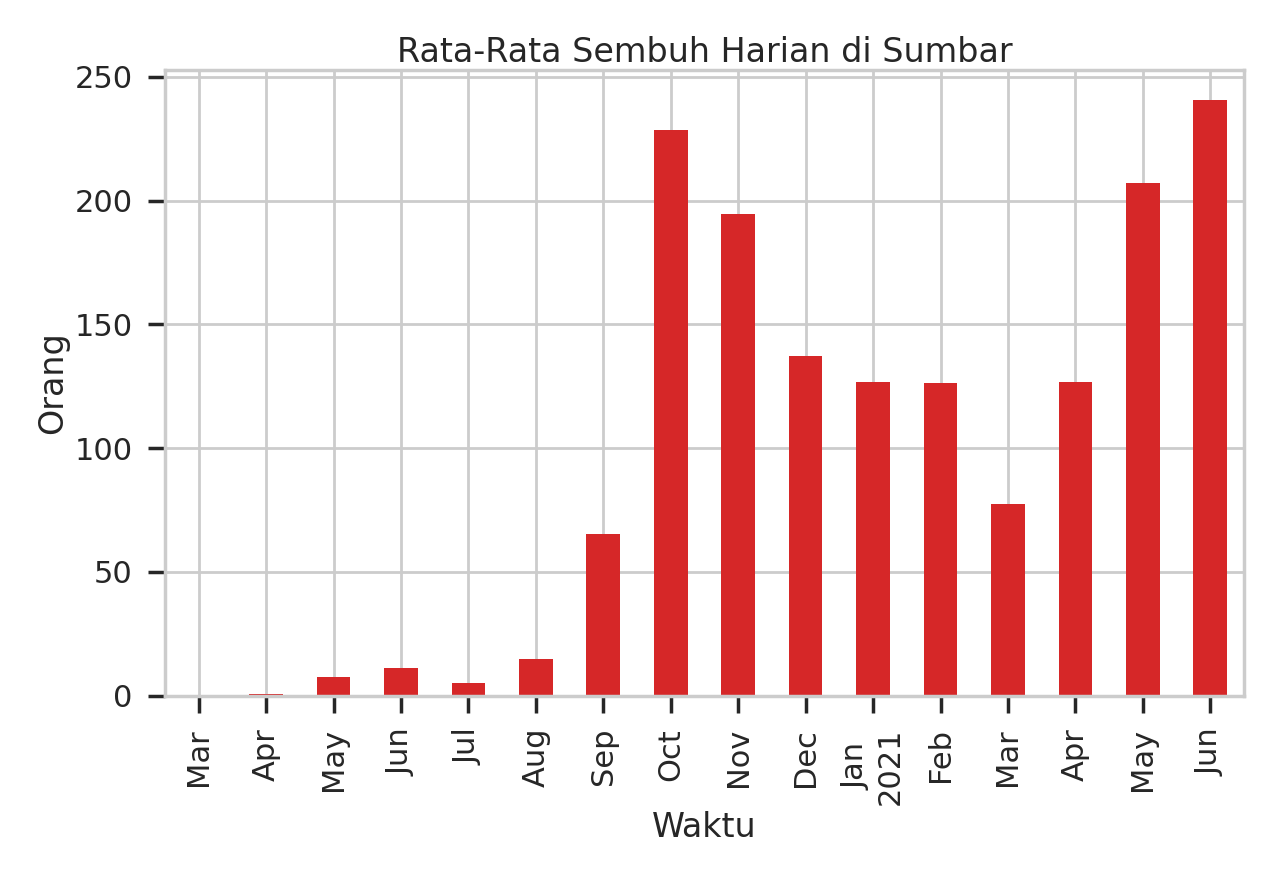 Rata-Rata Sembuh Harian di Sumbar
250
200
150
100
50
0
Orang
Mar
Apr
May
Jun
Jul
Aug
Sep
Oct
Nov
Dec
Jan
2021
Feb
Mar
Apr
May
Jun
Waktu